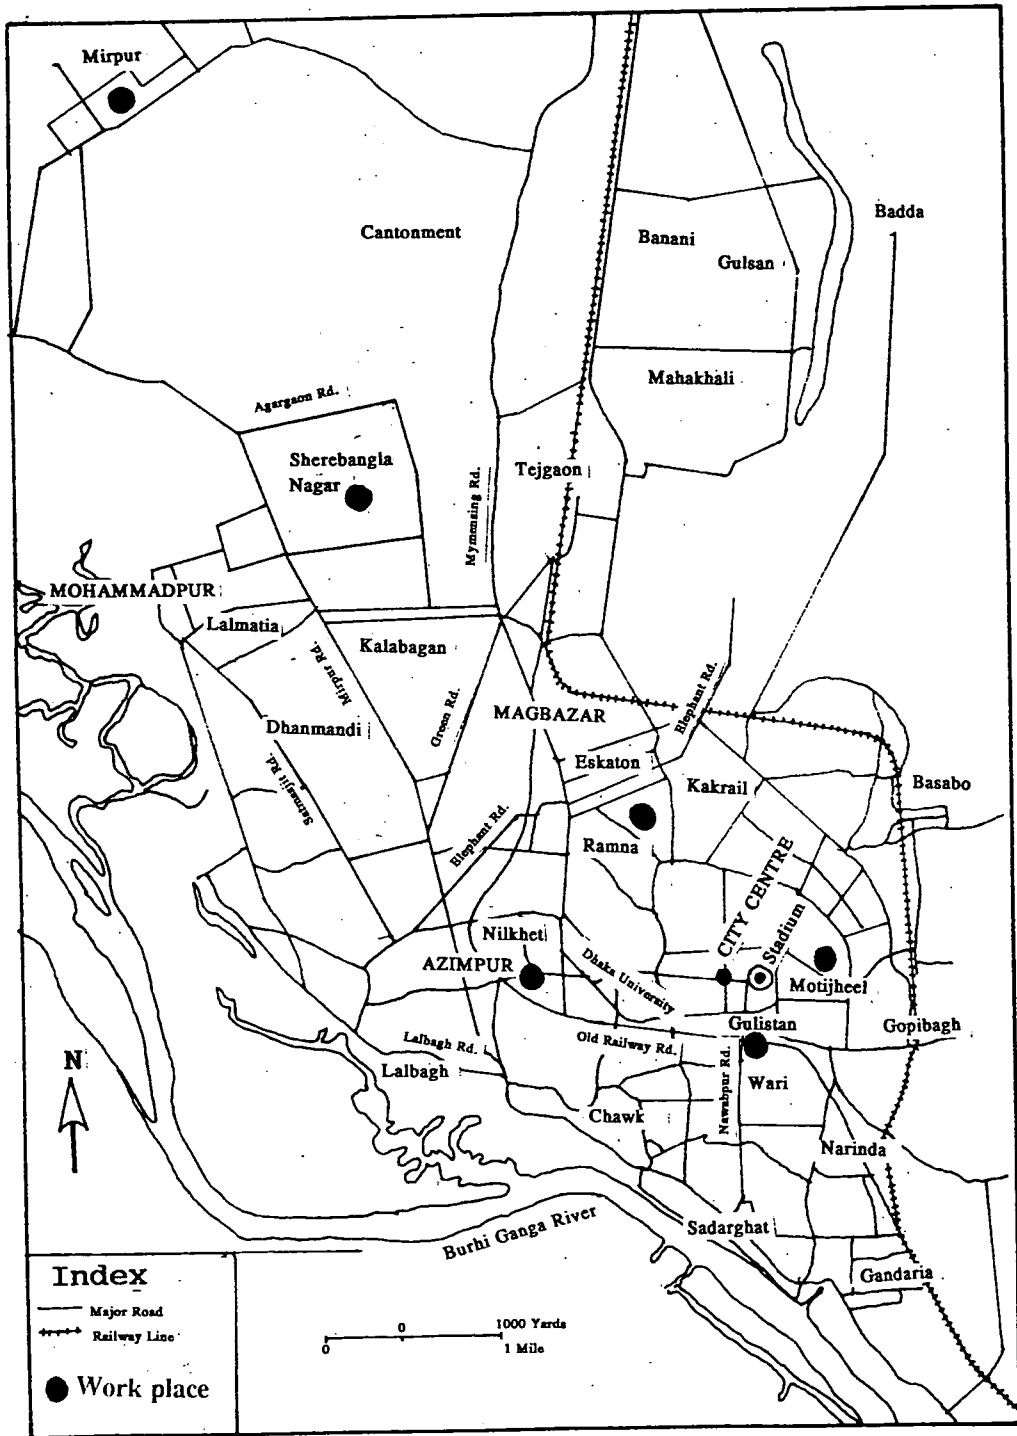 Mirpur
Cantonment
Banani
Gulsan
Badda
Mahakhali
Agargaon Rd.
Sherebangla
Nagar
Mymensing Rd.
Tejgaon
MOHAMMADPUR
Lalmatia
Kalabagan
Mirpur Rd.
Dhanmandi
Green Rd.
MAGBAZAR
Elephant Rd.
Satmasjit Rd.
Eskaton
Kakrail
Basabo
Elephant Rd.
Ramna
CITY CENTRE
Stadium
Nilkhet
AZIMPUR
Dhaka University
Motijheel
Gulistan
Gopibagh
Lalbagh Rd.
Old Railway Rd.
Lalbagh
Nawabpur Rd.
Wari
Chawk
N
Narinda
Sadarghat
Burhi Ganga River
Gandaria
Index
Major Road
Railway Line
Work place
0 1000 Yards
0 1 Mile